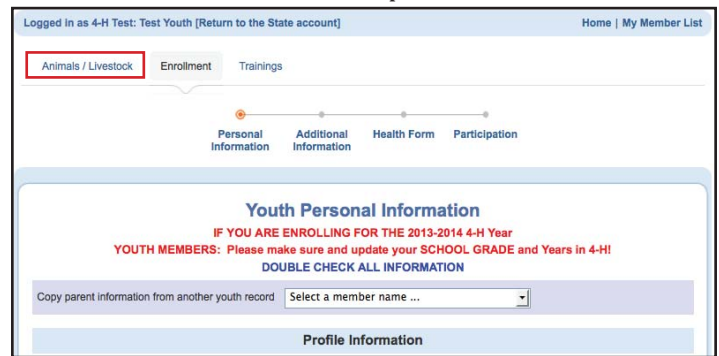 Logged in as 4-H Test: Test Youth [Return to the State account] Home | My Member List
Animals / Livestock Enrollment Trainings
Personal Information Additional Information Health Form Participation
Youth Personal Information
IF YOU ARE ENROLLING FOR THE 2013-2014 4-H Year
YOUTH MEMBERS: Please make sure and update your SCHOOL GRADE and Years in 4-H!
DOUBLE CHECK ALL INFORMATION
Copy parent information from another youth record Select a member name ...
Profile Information